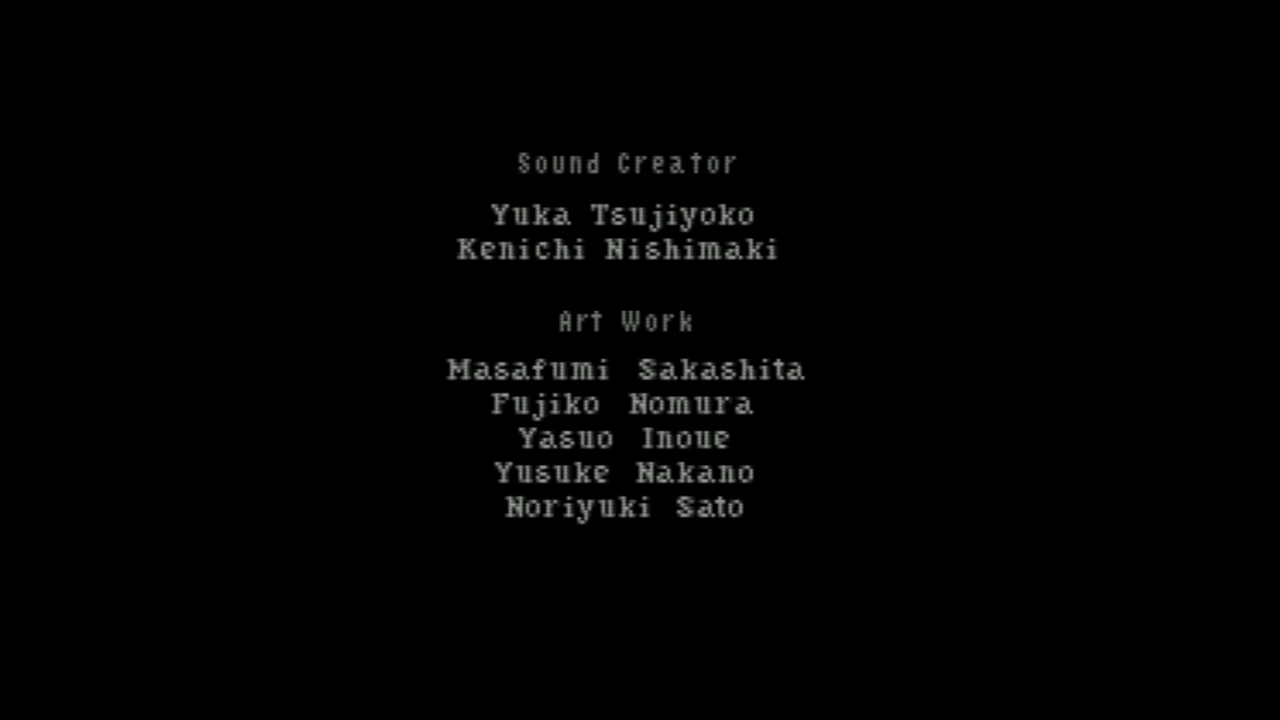 Sound Creator
Yuka Tsujiyoko
Kenichi Nishimaki
Art Work
Masafumi Sakashita
Fujiko Nomura
Yasuo Inoue
Yusuke Nakano
Noriyuki Sato